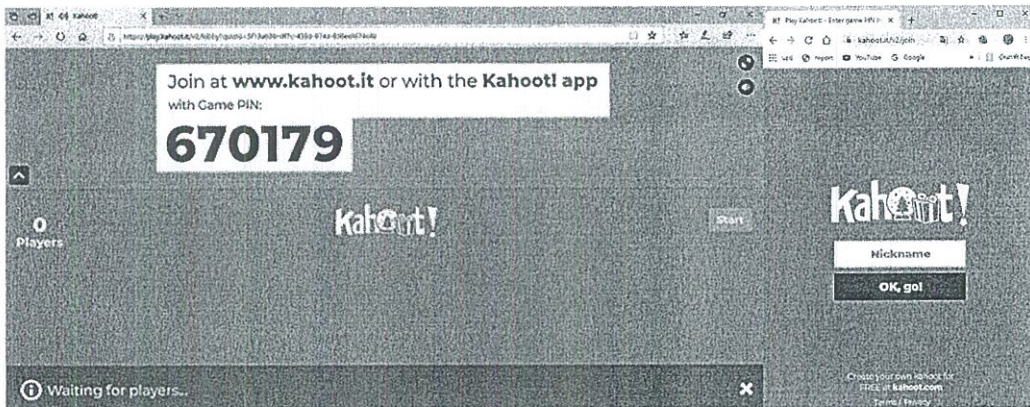 Kahoot!
Join at www.kahoot.it or with the Kahoot! app
with Game PIN:
670179
0
Players
Kahoot!
Start
Waiting for players...
Play Kahoot! - Enter game PIN
kahoot.it/v2/join
YouTube
Google
Kahoot!
Nickname
OK, go!
Create your own kahoot for
FREE at kahoot.com
Terms | Privacy